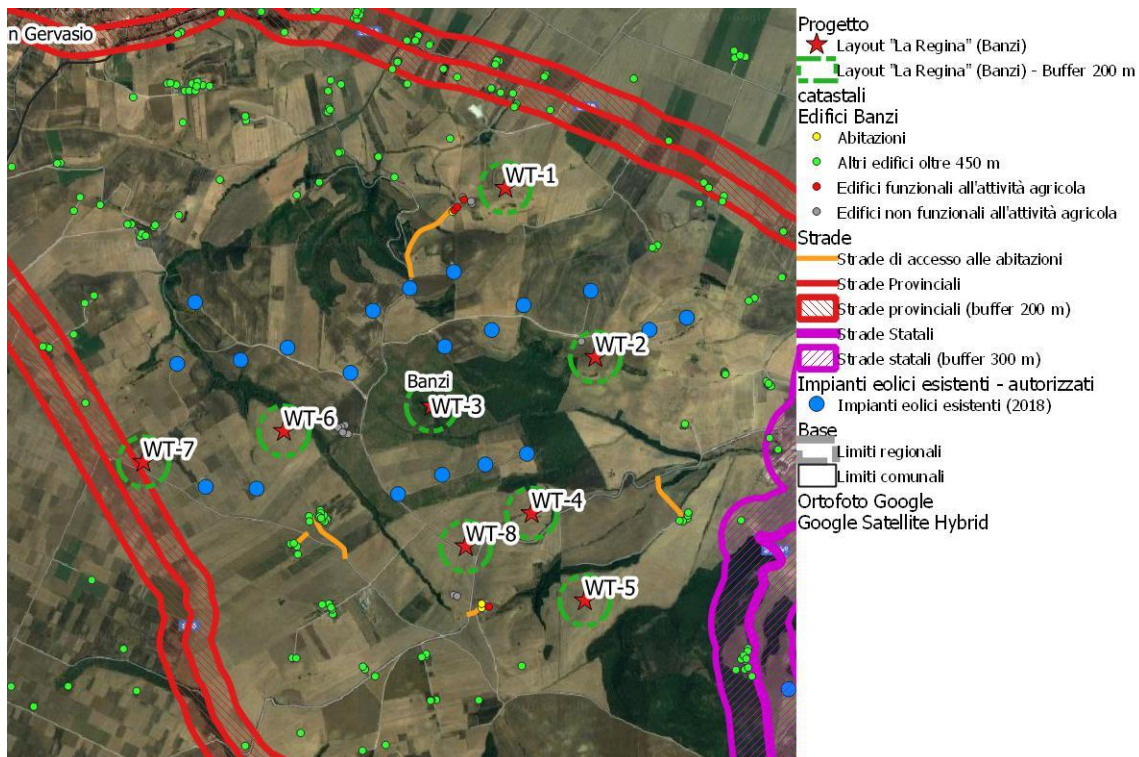 n Gervasio
WT-1
WT-2
Banzi
WT-3
WT-6
WT-7
WT-4
WT-8
WT-5
Progetto
Layout "La Regina" (Banzi)
Layout "La Regina" (Banzi) - Buffer 200 m
catastali
Edifici Banzi
Abitazioni
Altri edifici oltre 450 m
Edifici funzionali all'attività agricola
Edifici non funzionali all'attività agricola
Strade
Strade di accesso alle abitazioni
Strade Provinciali
Strade provinciali (buffer 200 m)
Strade Statali
Strade statali (buffer 300 m)
Impianti eolici esistenti - autorizzati
Impianti eolici esistenti (2018)
Base
Limiti regionali
Limiti comunali
Ortofoto Google
Google Satellite Hybrid